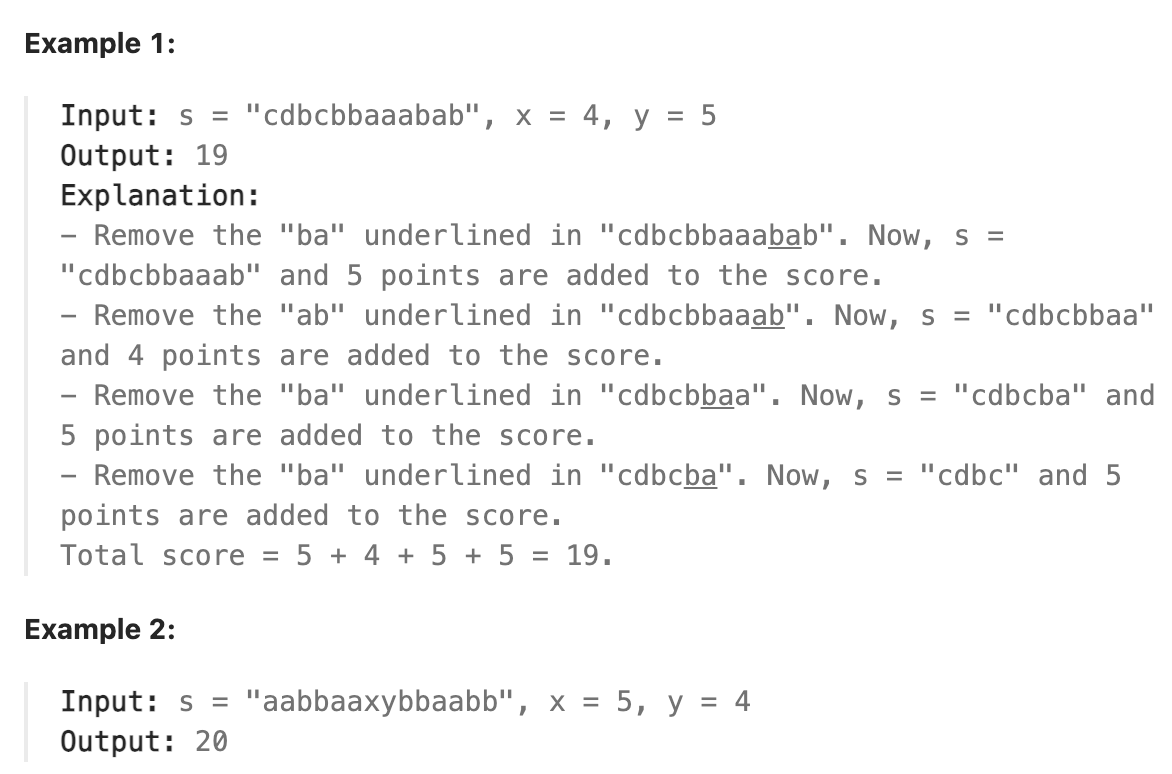 Example 1:
Input: s = "cdbcbbaaabab", x = 4, y = 5
Output: 19
Explanation:
- Remove the "ba" underlined in "cdbcbbaaabab". Now, s =
"cdbcbbaaab" and 5 points are added to the score.
- Remove the "ab" underlined in "cdbcbbaaab". Now, s = "cdbcbbaa"
and 4 points are added to the score.
- Remove the "ba" underlined in "cdbcbbaa". Now, s = "cdbcba" and
5 points are added to the score.
- Remove the "ba" underlined in "cdbcba". Now, s = "cdbc" and 5
points are added to the score.
Total score = 5 + 4 + 5 + 5 = 19.
Example 2:
Input: s = "aabbaaxybbaabb", x = 5, y = 4
Output: 20